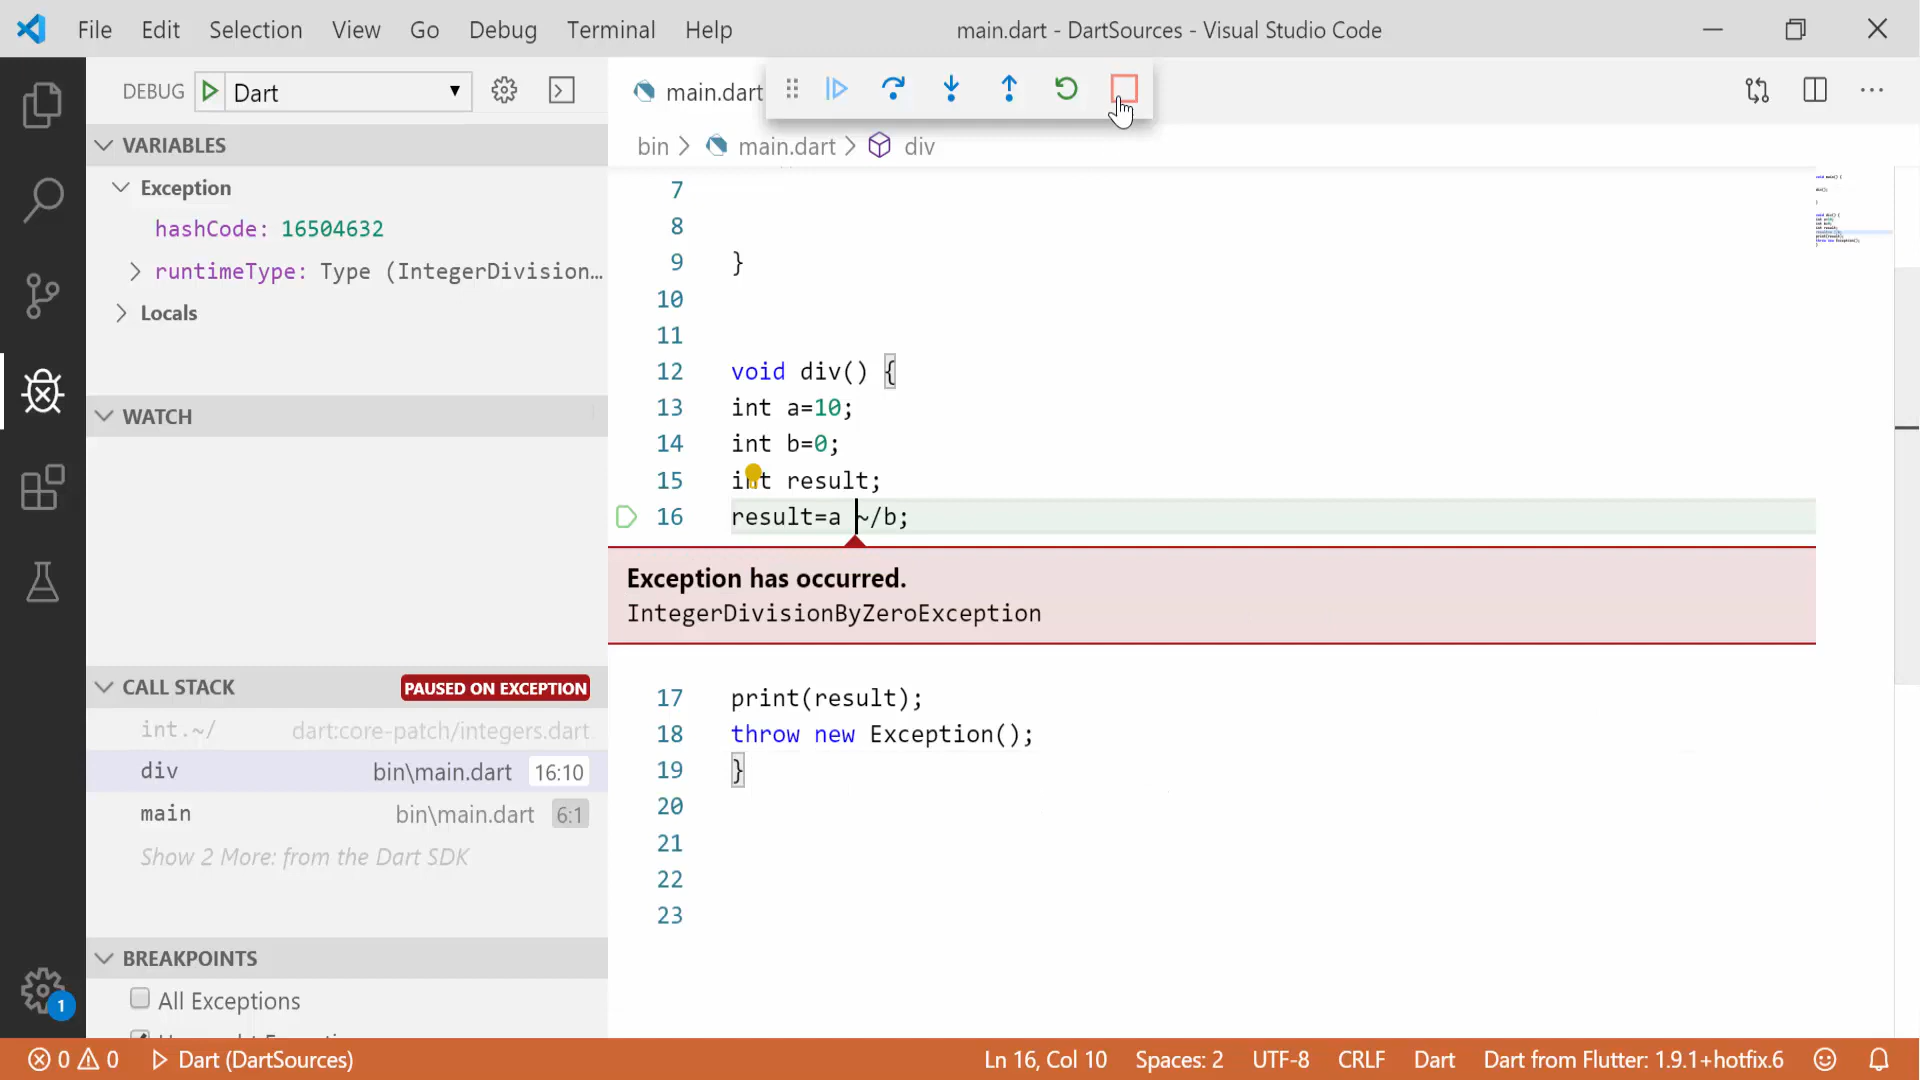 File Edit Selection View Go Debug Terminal Help main.dart - DartSources - Visual Studio Code
DEBUG Dart
main.dart
bin > main.dart > div
VARIABLES
Exception
hashCode: 16504632
runtimeType: Type (IntegerDivision...
Locals
WATCH
CALL STACK PAUSED ON EXCEPTION
int.~/ dart:core-patch/integers.dart
div bin\main.dart 16:10
main bin\main.dart 6:1
Show 2 More: from the Dart SDK
BREAKPOINTS
All Exceptions
7
8
9 }
10
11
12 void div() {
13 int a=10;
14 int b=0;
15 int result;
16 result=a ~/b;
Exception has occurred.
IntegerDivisionByZeroException
17 print(result);
18 throw new Exception();
19 }
20
21
22
23
1
0 0 Dart (DartSources) Ln 16, Col 10 Spaces: 2 UTF-8 CRLF Dart Dart from Flutter: 1.9.1+hotfix.6